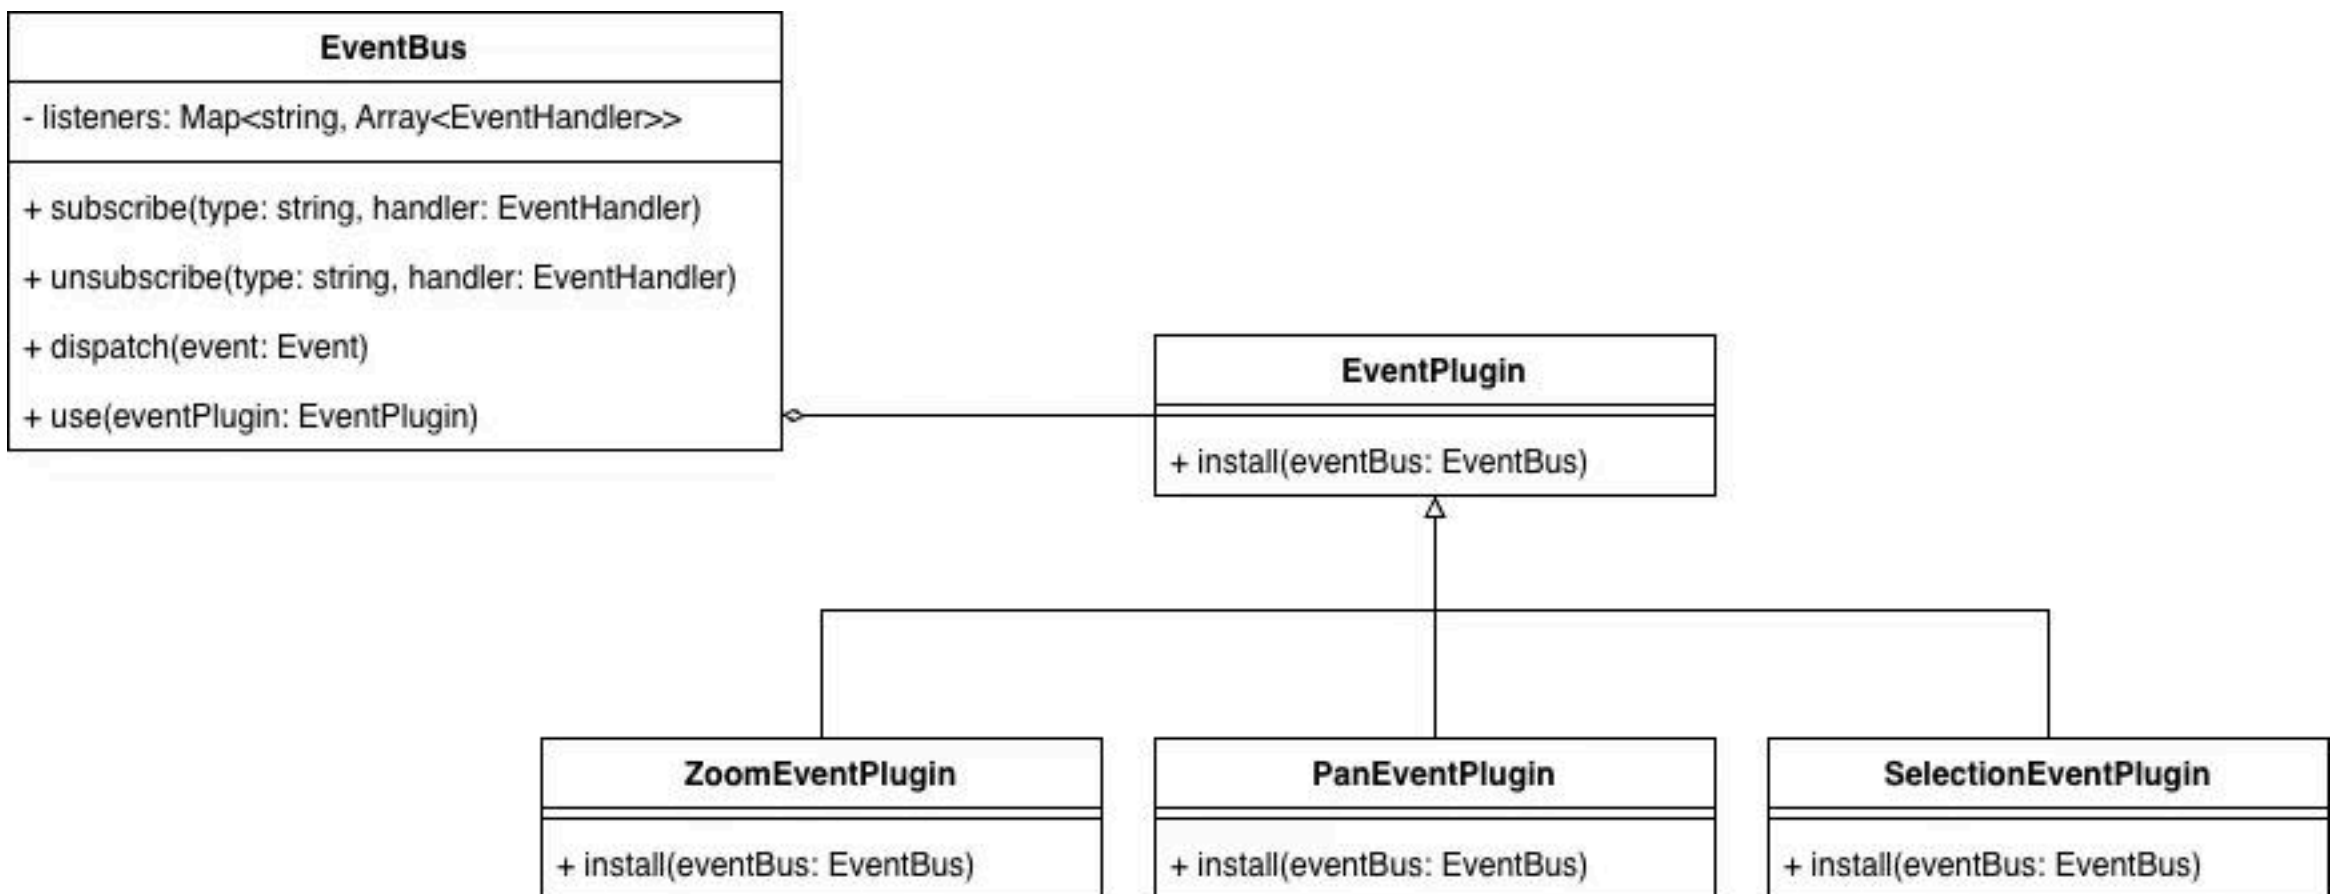 EventBus
- listeners: Map<string, Array<EventHandler>>
+ subscribe(type: string, handler: EventHandler)
+ unsubscribe(type: string, handler: EventHandler)
+ dispatch(event: Event)
+ use(eventPlugin: EventPlugin)
EventPlugin
+ install(eventBus: EventBus)
ZoomEventPlugin
+ install(eventBus: EventBus)
PanEventPlugin
+ install(eventBus: EventBus)
SelectionEventPlugin
+ install(eventBus: EventBus)